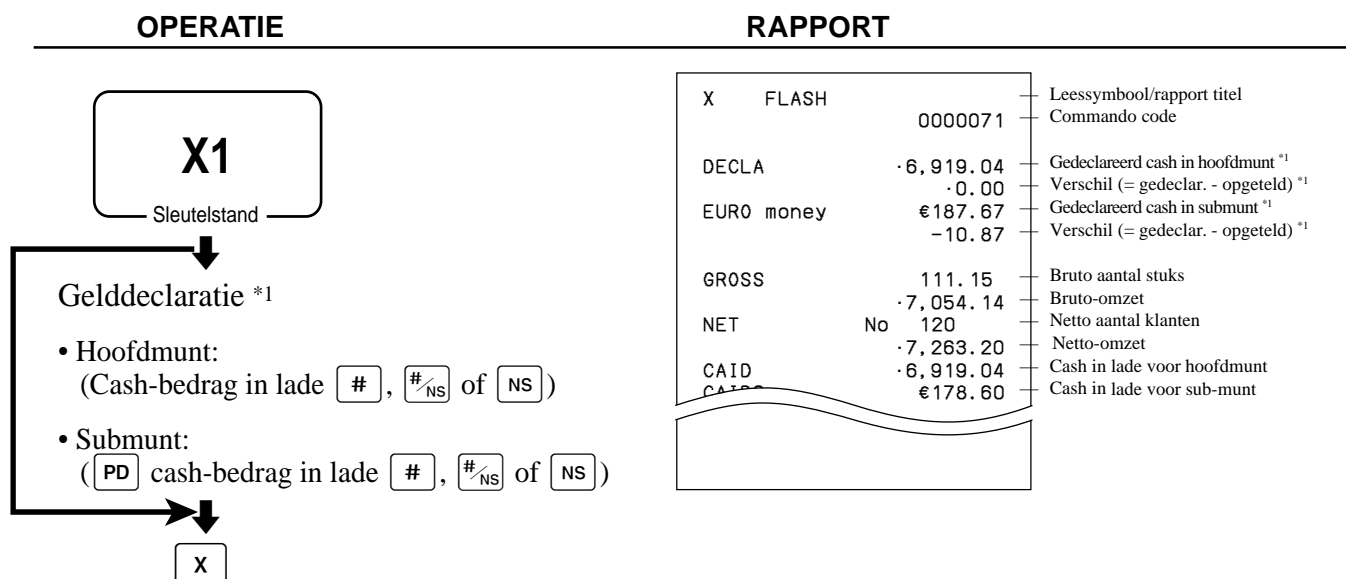 OPERATIE
RAPPORT
X1
Sleutelstand
Gelddeclaratie *1
• Hoofdmunt:
(Cash-bedrag in lade #, #/NS of NS)
• Submunt:
(PD cash-bedrag in lade #, #/NS of NS)
X
X FLASH Leessymbool/rapport titel
0000071 Commando code
DECLA ·6,919.04 Gedeclareerd cash in hoofdmunt *1
·0.00 Verschil (= gedeclar. - opgeteld) *1
EURO money €187.67 Gedeclareerd cash in submunt *1
-10.87 Verschil (= gedeclar. - opgeteld) *1
GROSS 111.15 Bruto aantal stuks
·7,054.14 Bruto-omzet
NET No 120 Netto aantal klanten
·7,263.20 Netto-omzet
CAID ·6,919.04 Cash in lade voor hoofdmunt
€178.60 Cash in lade voor sub-munt